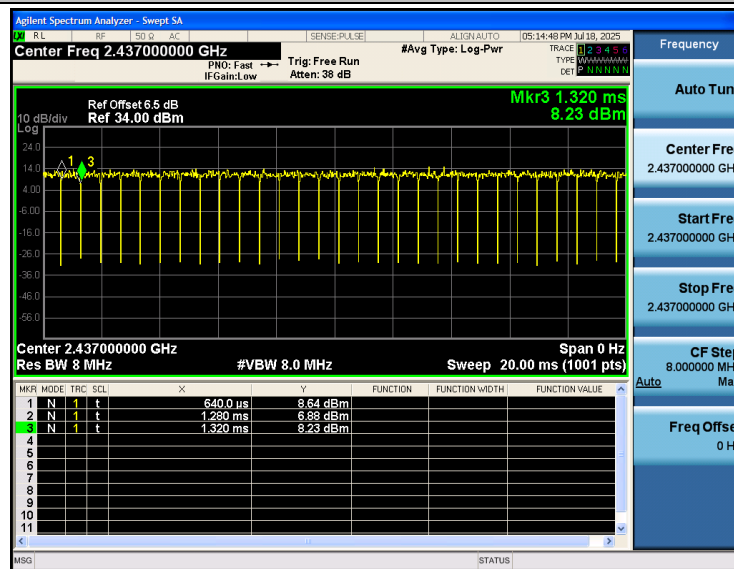 Agilent Spectrum Analyzer - Swept SA
LXI RL RF 50 Ω AC SENSE:PULSE ALIGN AUTO 05:14:48 PM Jul 18, 2025
Center Freq 2.437000000 GHz #Avg Type: Log-Pwr TRACE 1 2 3 4 5 6
PNO: Fast Trig: Free Run TYPE W
IFGain:Low Atten: 38 dB DET P N N N N N
Ref Offset 6.5 dB Mkr3 1.320 ms
10 dB/div Ref 34.00 dBm 8.23 dBm
Log
24.0
14.0
4.00
-6.00
-16.0
-26.0
-36.0
-46.0
-56.0
1 3
Center 2.437000000 GHz Span 0 Hz
Res BW 8 MHz #VBW 8.0 MHz Sweep 20.00 ms (1001 pts)
MKR MODE TRC SCL X Y FUNCTION FUNCTION WIDTH FUNCTION VALUE
1 N 1 t 640.0 µs 8.64 dBm
2 N 1 t 1.280 ms 6.88 dBm
3 N 1 t 1.320 ms 8.23 dBm
4
5
6
7
8
9
10
11
MSG STATUS
Frequency
Auto Tun
Center Fre
2.437000000 GH
Start Fre
2.437000000 GH
Stop Fre
2.437000000 GH
CF Step
8.000000 MH
Auto Ma
Freq Offse
0 H